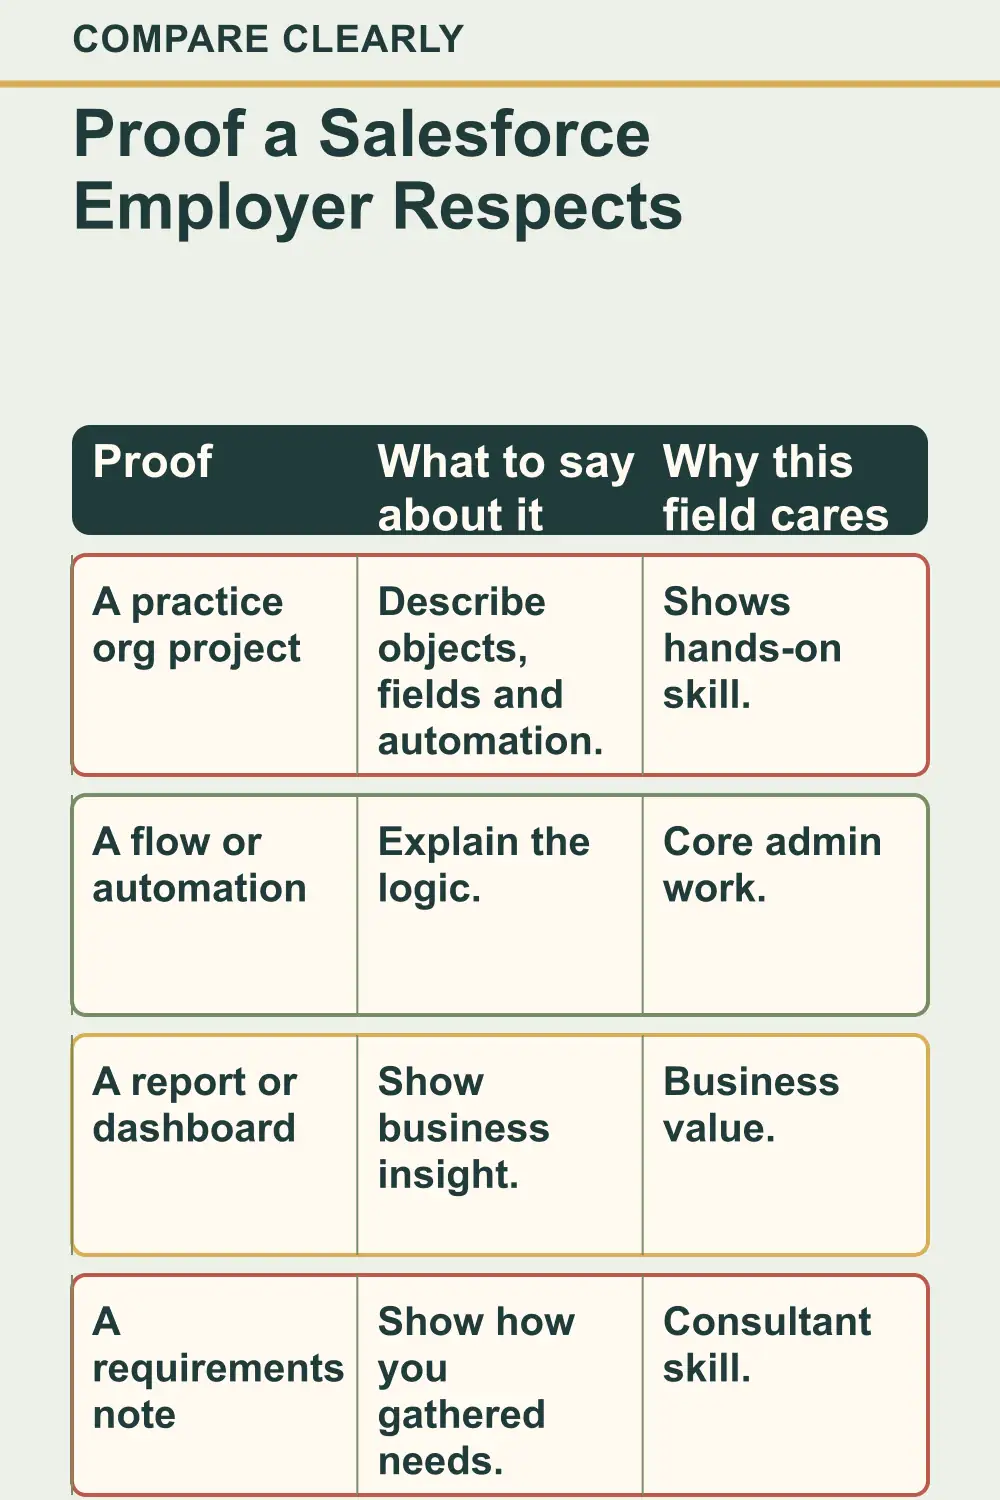 COMPARE CLEARLY
Proof a Salesforce
Employer Respects
Proof
What to say
about it
Why this
field cares
A practice
org project
Describe
objects,
fields and
automation.
Shows
hands-on
skill.
A flow or
automation
Explain the
logic.
Core admin
work.
A report or
dashboard
Show
business
insight.
Business
value.
A
requirements
note
Show how
you
gathered
needs.
Consultant
skill.